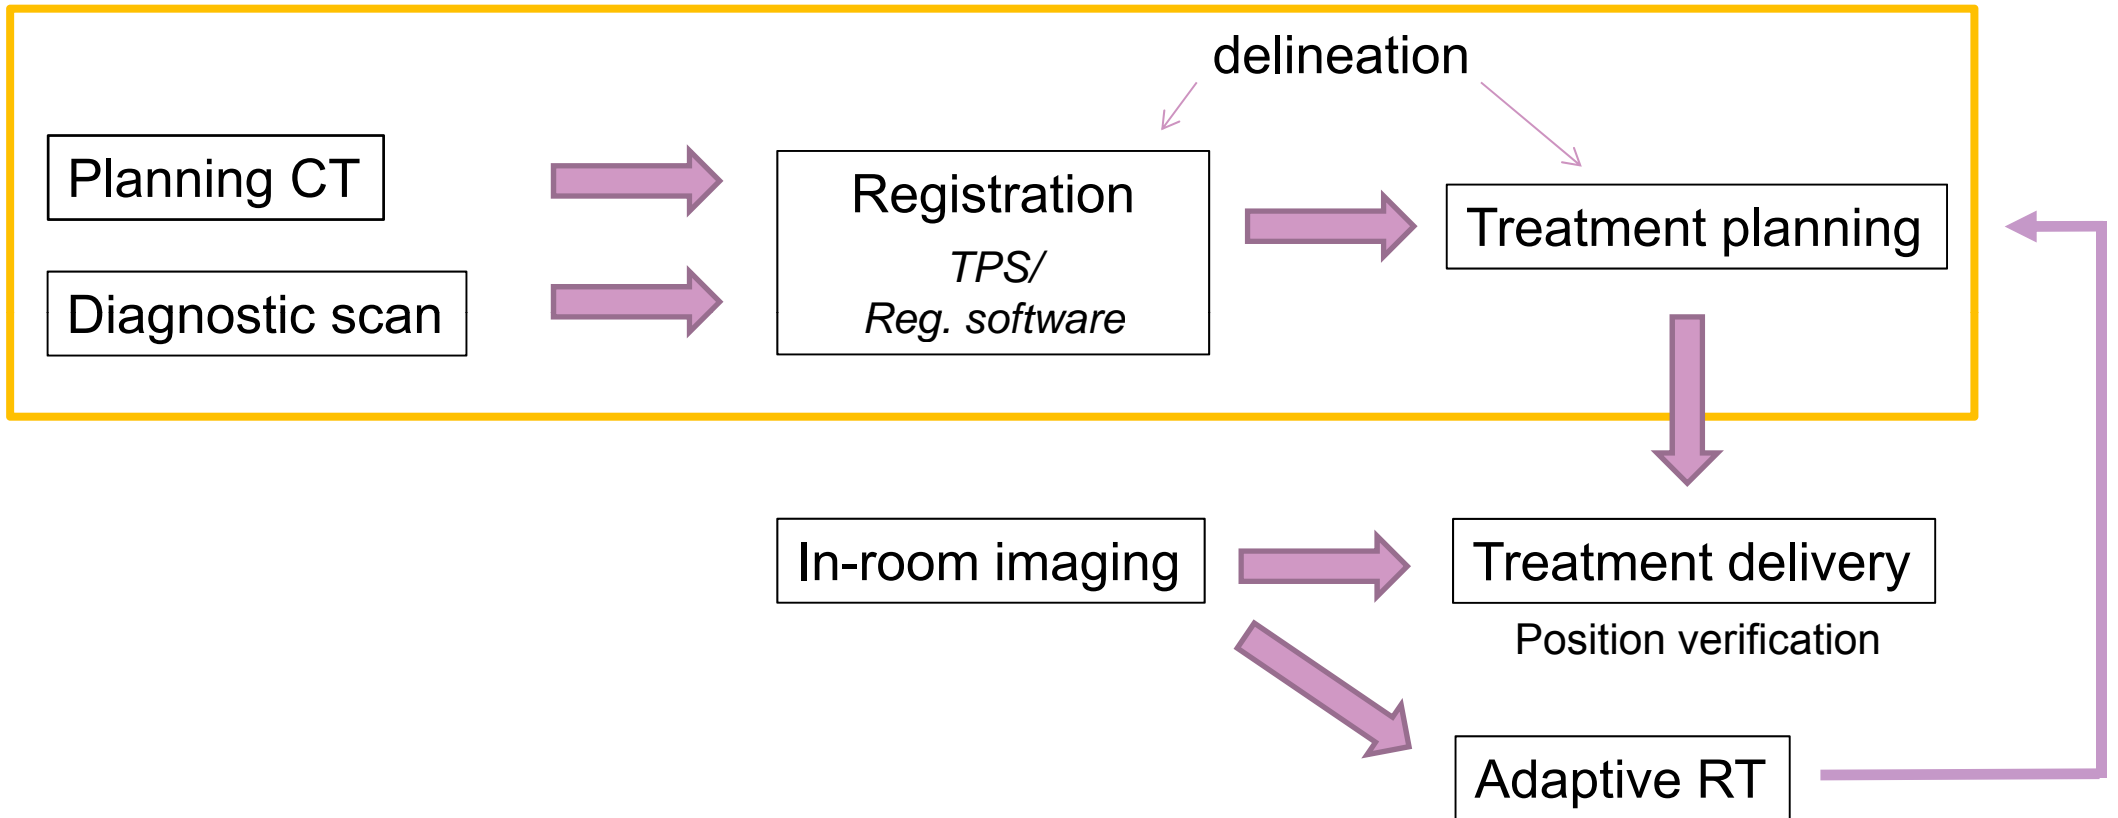 delineation
Planning CT
Diagnostic scan
Registration
TPS/
Reg. software
Treatment planning
In-room imaging
Treatment delivery
Position verification
Adaptive RT